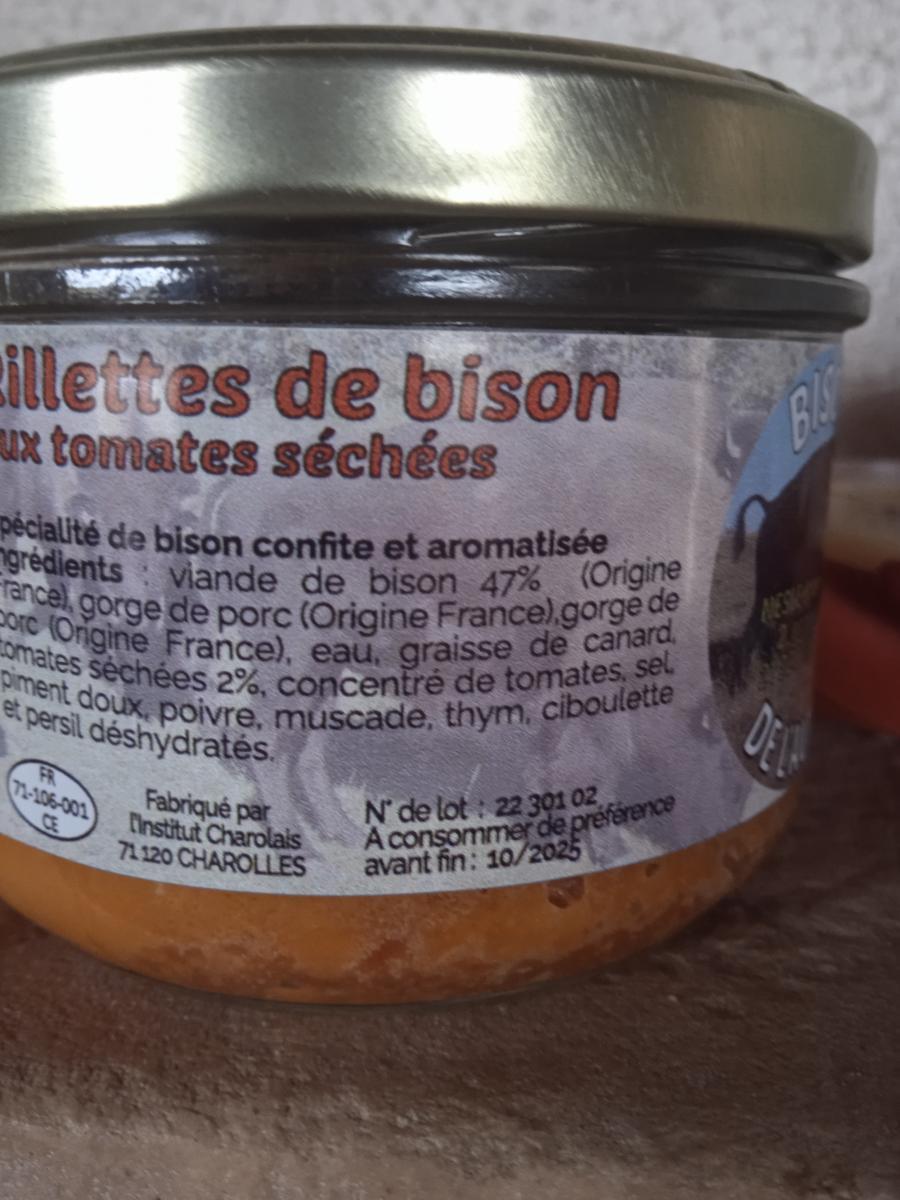 illettes de bison
ux tomates séchées
pécialité de bison confite et aromatisée
ngrédients : viande de bison 47% (Origine
rance), gorge de porc (Origine France),gorge de
porc (Origine France), eau, graisse de canard,
tomates séchées 2%, concentré de tomates, sel,
piment doux, poivre, muscade, thym, ciboulette
et persil déshydratés.
FR
71-106-001
CE
Fabriqué par
l'Institut Charolais
71 120 CHAROLLES
N° de lot : 22 301 02
A consommer de préférence
avant fin : 10/2025
BIS